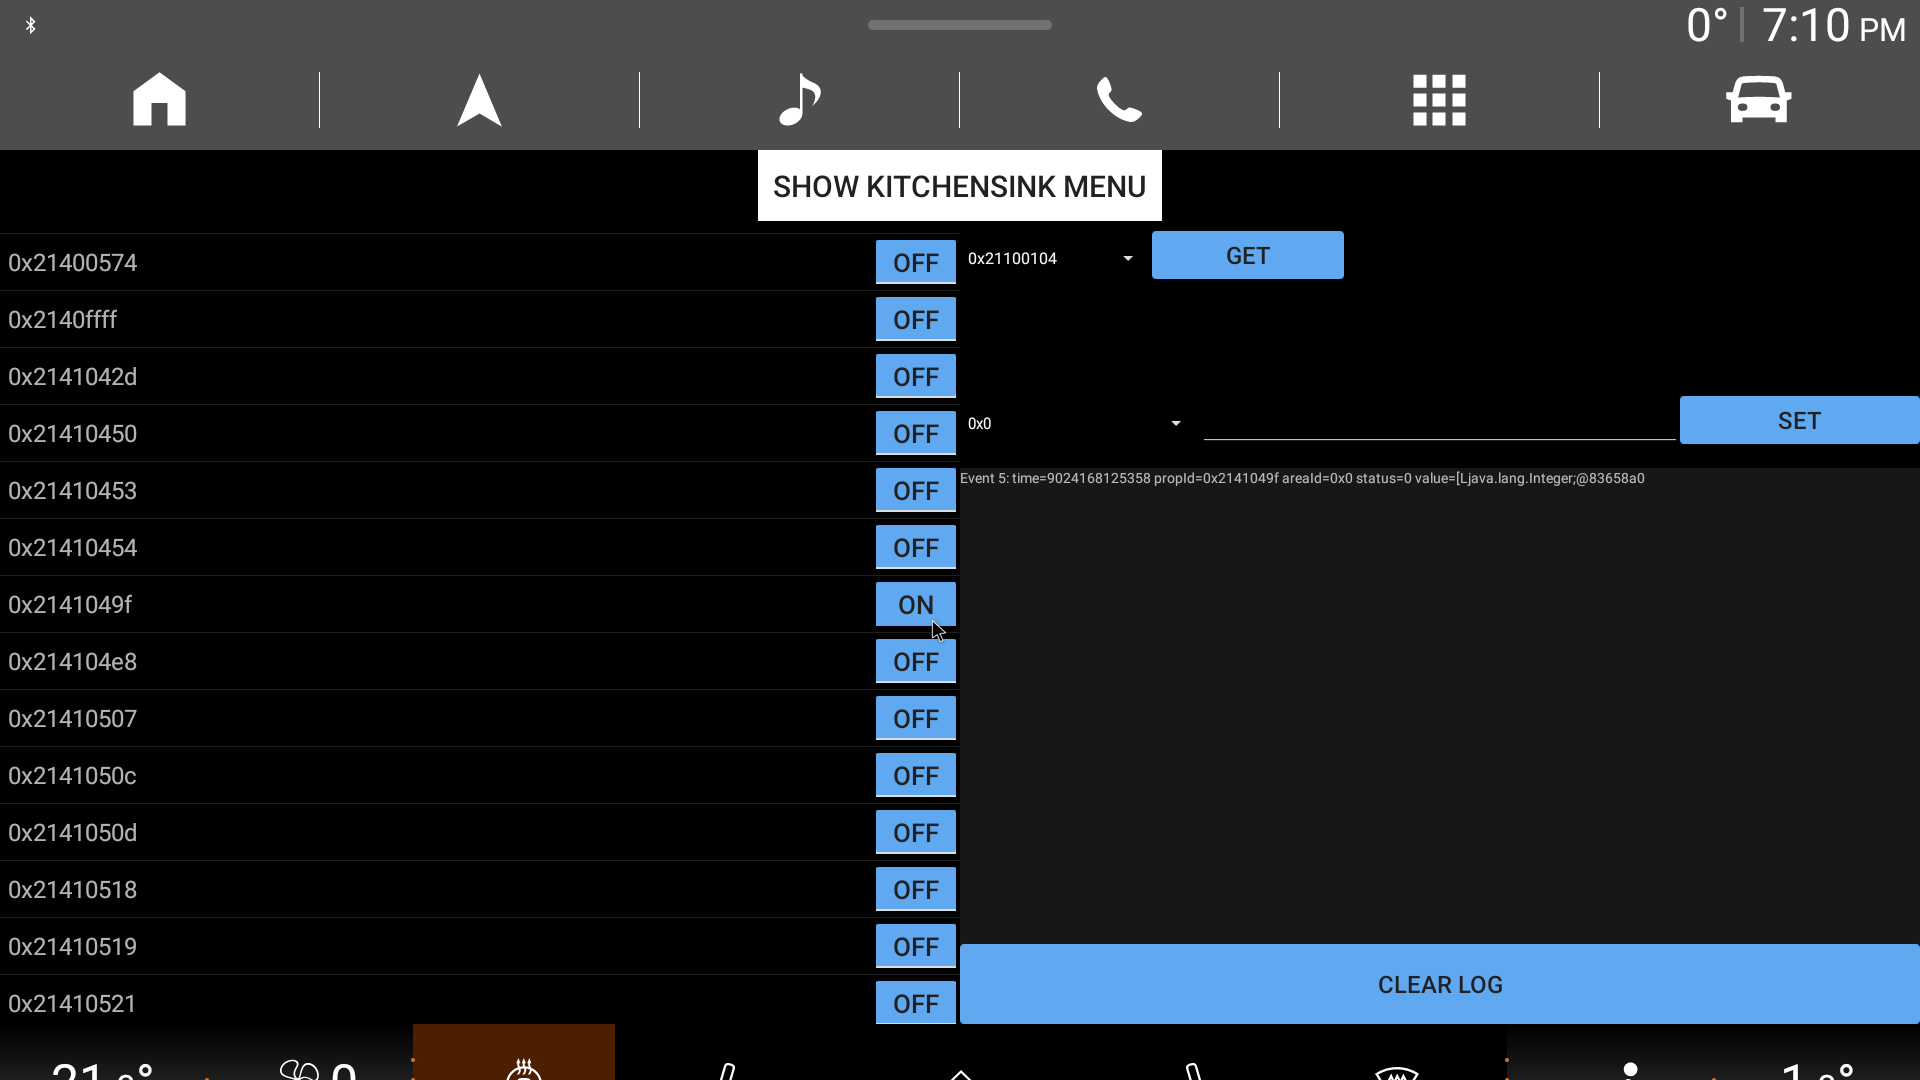 0° 7:10 PM
SHOW KITCHENSINK MENU
0x21400574 OFF
0x2140ffff OFF
0x2141042d OFF
0x21410450 OFF
0x21410453 OFF
0x21410454 OFF
0x2141049f ON
0x214104e8 OFF
0x21410507 OFF
0x2141050c OFF
0x2141050d OFF
0x21410518 OFF
0x21410519 OFF
0x21410521 OFF
0x21100104 GET
0x0 SET
Event 5: time=9024168125358 propId=0x2141049f areaId=0x0 status=0 value=[Ljava.lang.Integer;@83658a0
CLEAR LOG